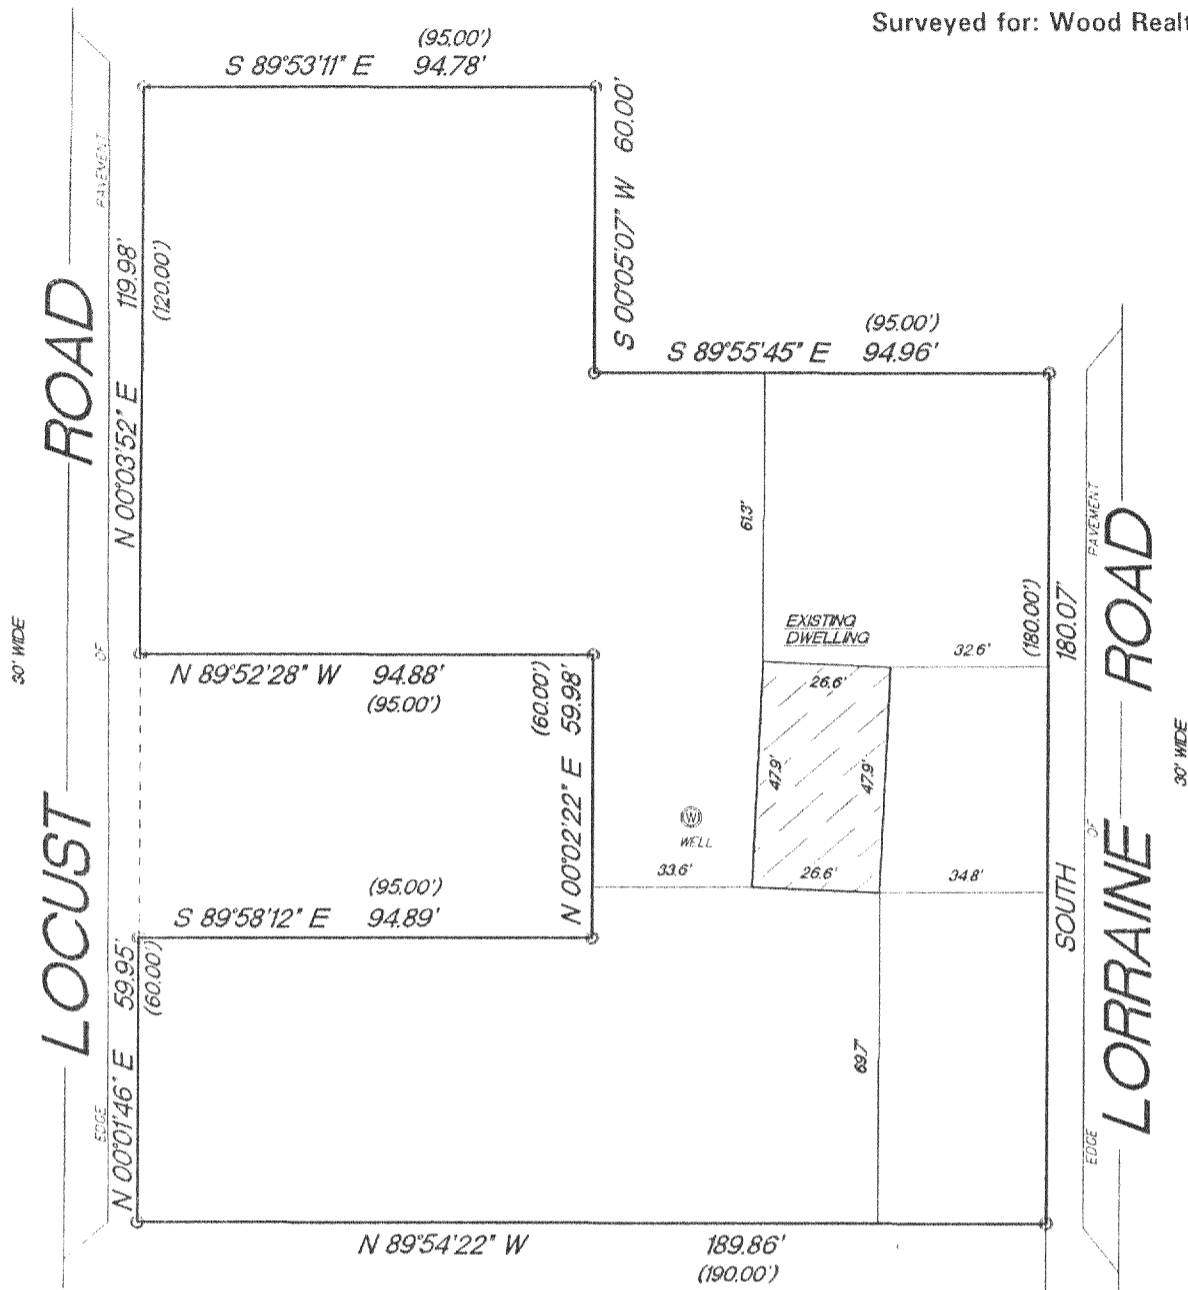 Surveyed for: Wood Realt
(95.00')
S 89°53'11" E 94.78'
S 00°05'07" W 60.00'
PAVEMENT
119.98'
(120.00')
N 00°03'52" E
ROAD
(95.00')
S 89°55'45" E 94.96'
61.3'
PAVEMENT
ROAD
EXISTING
DWELLING
32.6'
(180.00')
180.07'
30' WIDE
OF
N 89°52'28" W 94.88'
(95.00')
(60.00')
N 00°02'22" E 59.98'
26.6'
47.9'
47.9'
30' WIDE
W
WELL
OF
33.6'
26.6'
34.8'
(95.00')
S 89°58'12" E 94.89'
SOUTH
LOCUST
LORRAINE
N 00°01'46" E 59.95'
(60.00')
69.7'
EDGE
EDGE
N 89°54'22" W 189.86'
(190.00')